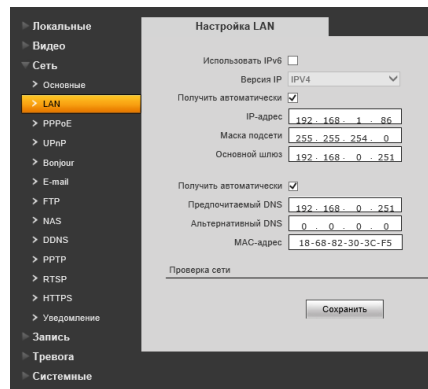 Локальные
Видео
Сеть
Основные
LAN
PPPoE
UPnP
Bonjour
E-mail
FTP
NAS
DDNS
PPTP
RTSP
HTTPS
Уведомление
Запись
Тревога
Системные
Настройка LAN
Использовать IPv6
Версия IP IPV4
Получить автоматически
IP-адрес 192 . 168 . 1 . 86
Маска подсети 255 . 255 . 254 . 0
Основной шлюз 192 . 168 . 0 . 251
Получить автоматически
Предпочитаемый DNS 192 . 168 . 0 . 251
Альтернативный DNS 0 . 0 . 0 . 0
MAC-адрес 18-68-82-30-3C-F5
Проверка сети
Сохранить